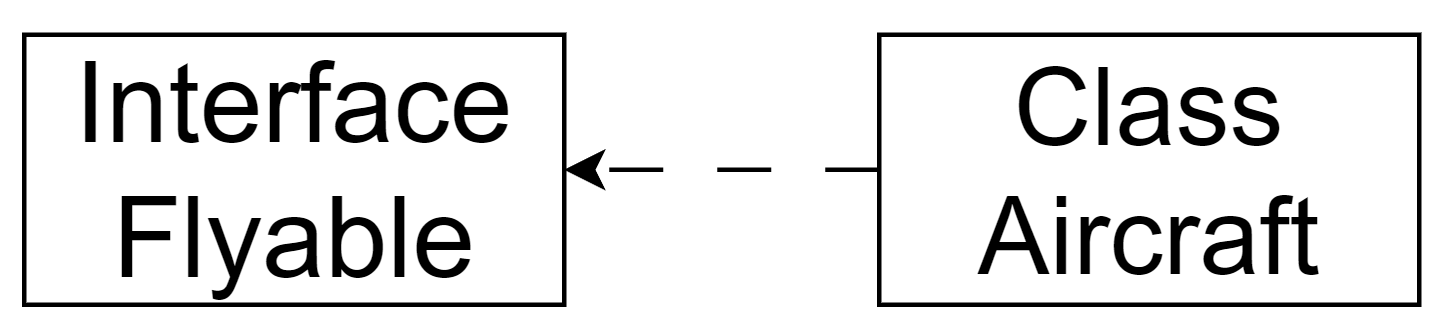 Interface
Flyable
Class
Aircraft